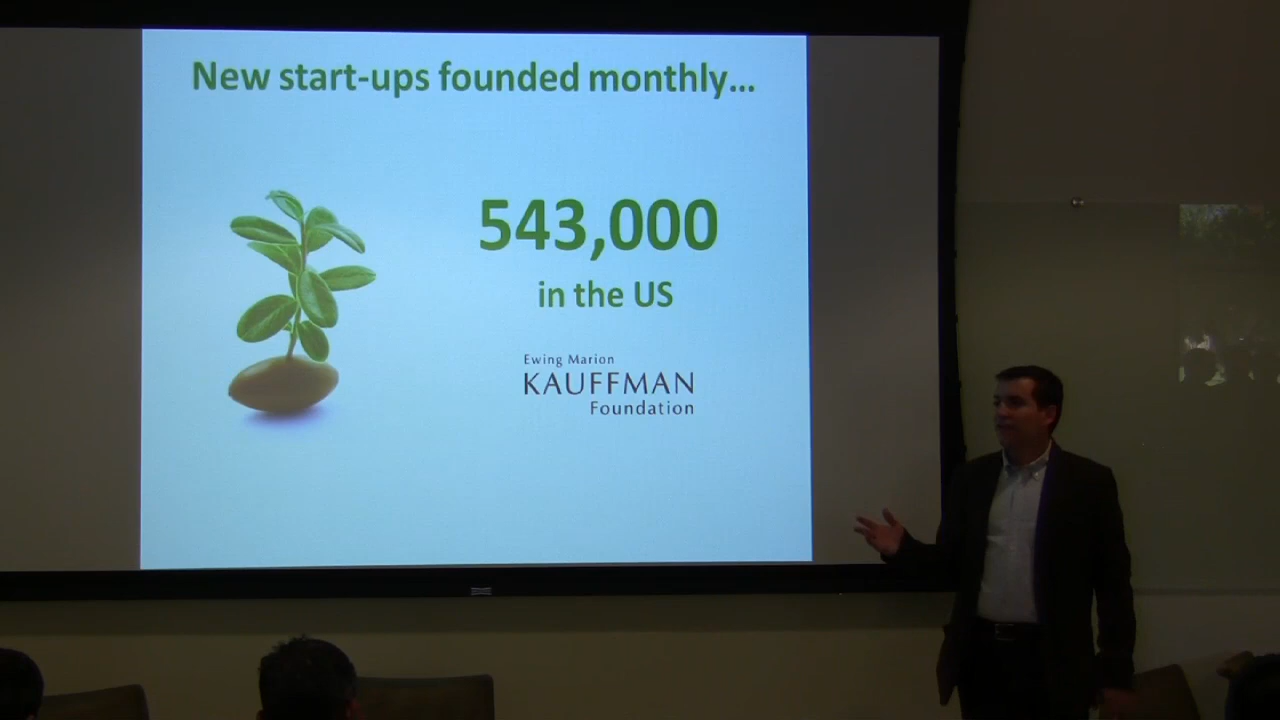 New start-ups founded monthly...
543,000
in the US
Ewing Marion
KAUFFMAN
Foundation